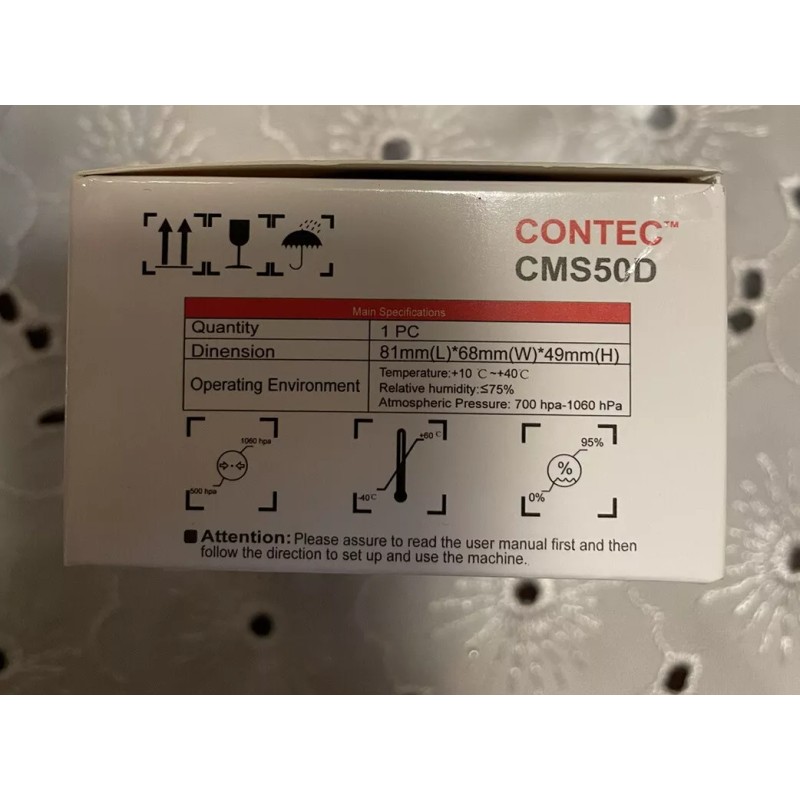 CONTEC™
CMS50D
Main Specifications
Quantity 1 PC
Dinension 81mm(L)*68mm(W)*49mm(H)
Operating Environment
Temperature:+10 ℃~+40℃
Relative humidity:≤75%
Atmospheric Pressure: 700 hpa-1060 hPa
1060 hpa
500 hpa
+60 ℃
-40℃
95%
%
0%
Attention: Please assure to read the user manual first and then
follow the direction to set up and use the machine.